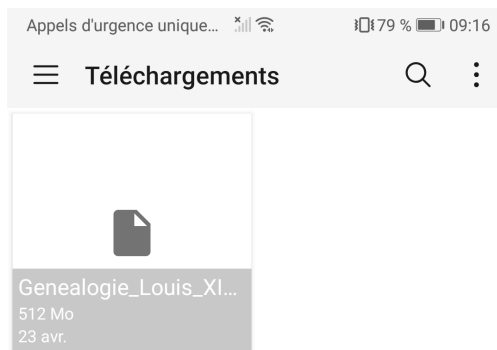 Appels d'urgence unique... 79 % 09:16
Téléchargements
Genealogie_Louis_XI...
512 Mo
23 avr.